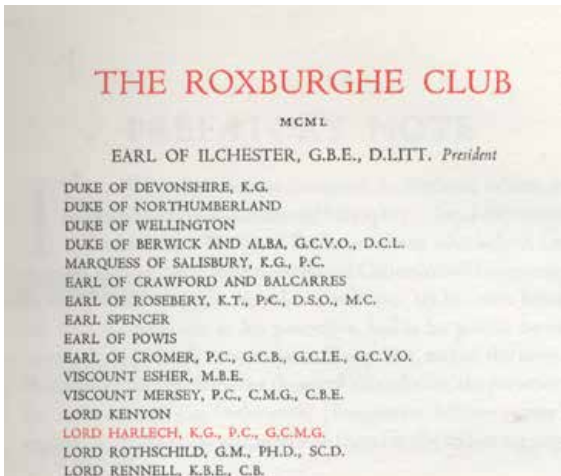 THE ROXBURGHE CLUB
MCML
EARL OF ILCHESTER, G.B.E., D.LITT. President
DUKE OF DEVONSHIRE, K.G.
DUKE OF NORTHUMBERLAND
DUKE OF WELLINGTON
DUKE OF BERWICK AND ALBA, G.C.V.O., D.C.L.
MARQUESS OF SALISBURY, K.G., P.C.
EARL OF CRAWFORD AND BALCARRES
EARL OF ROSEBERY, K.T., P.C., D.S.O., M.C.
EARL SPENCER
EARL OF POWIS
EARL OF CROMER, P.C., G.C.B., G.C.I.E., G.C.V.O.
VISCOUNT ESHER, M.B.E.
VISCOUNT MERSEY, P.C., C.M.G., C.B.E.
LORD KENYON
LORD HARLECH, K.G., P.C., G.C.M.G.
LORD ROTHSCHILD, G.M., PH.D., SC.D.
LORD RENNELL, K.B.E., C.B.